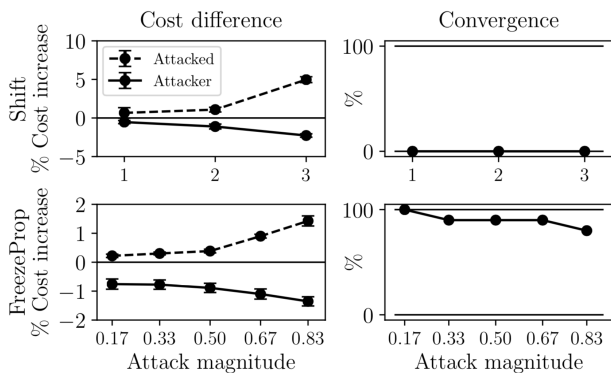 Cost difference
Convergence
Shift
% Cost increase
10
5
0
−5
Attacked
Attacker
1 2 3
%
100
0
1 2 3
FreezeProp
% Cost increase
2
1
0
−1
−2
0.17 0.33 0.50 0.67 0.83
Attack magnitude
%
100
0
0.17 0.33 0.50 0.67 0.83
Attack magnitude